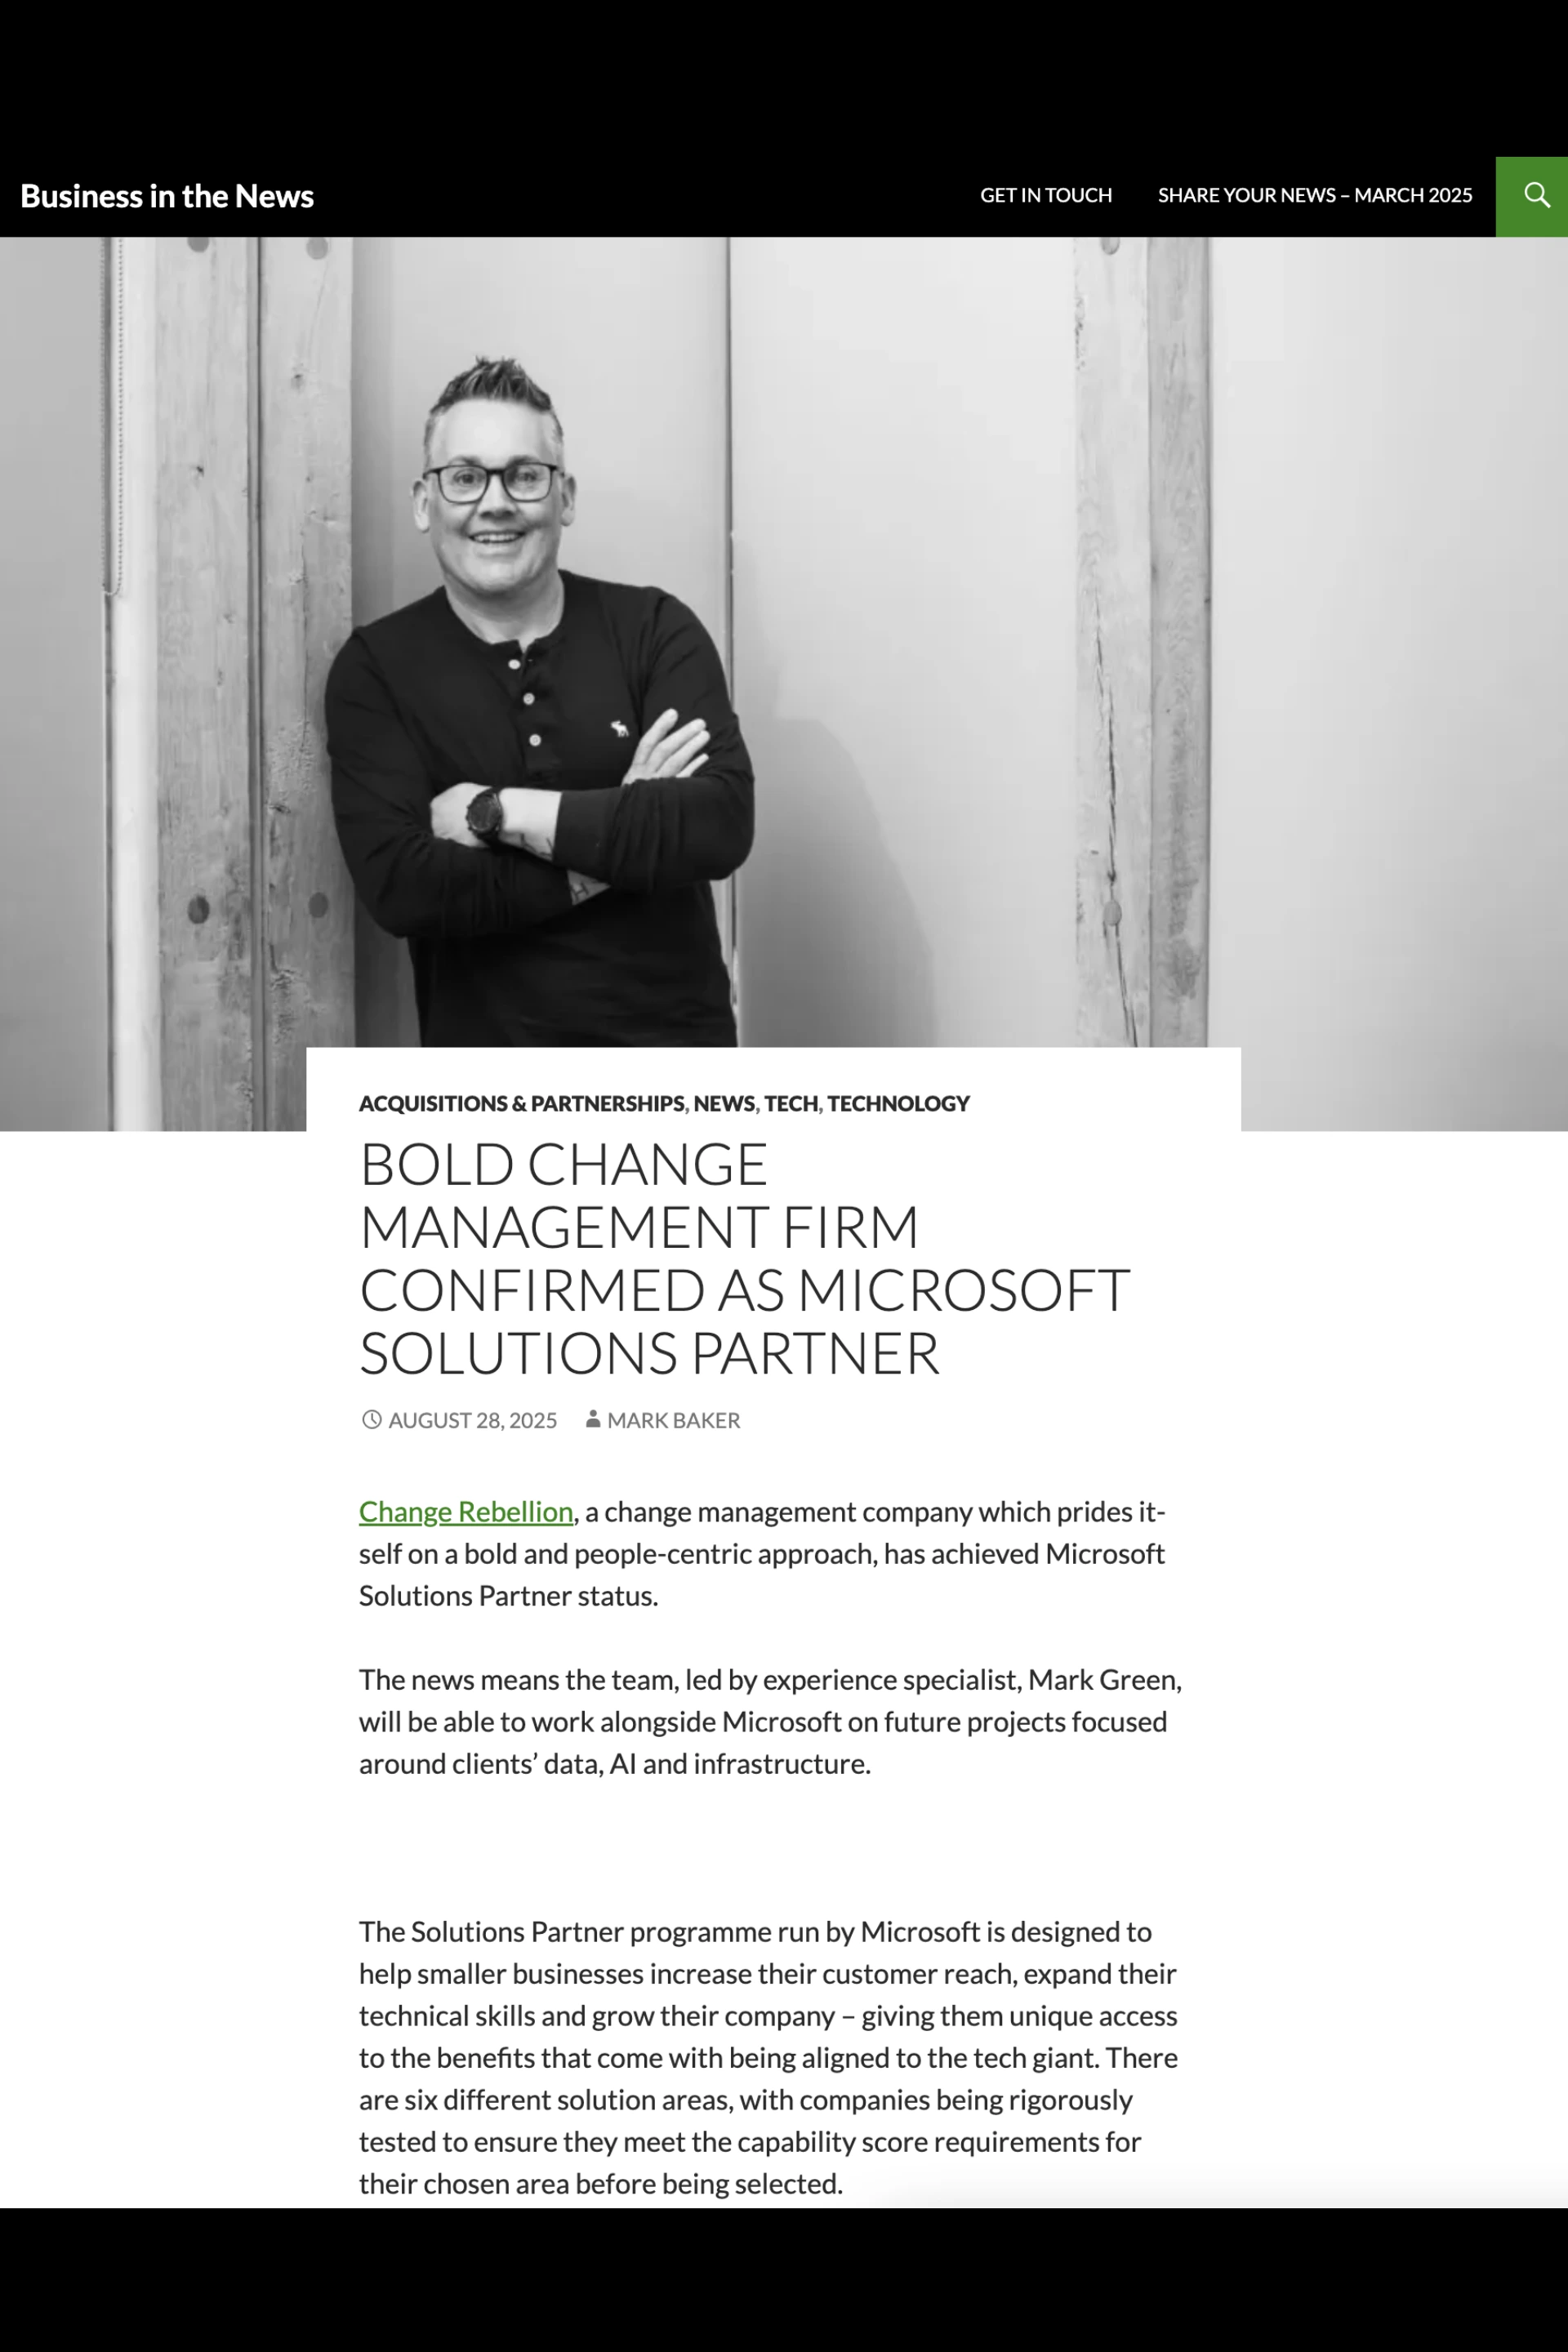 Business in the News
GET IN TOUCH
SHARE YOUR NEWS – MARCH 2025
ACQUISITIONS & PARTNERSHIPS, NEWS, TECH, TECHNOLOGY
BOLD CHANGE
MANAGEMENT FIRM
CONFIRMED AS MICROSOFT
SOLUTIONS PARTNER
AUGUST 28, 2025
MARK BAKER
Change Rebellion, a change management company which prides it-
self on a bold and people-centric approach, has achieved Microsoft
Solutions Partner status.
The news means the team, led by experience specialist, Mark Green,
will be able to work alongside Microsoft on future projects focused
around clients’ data, AI and infrastructure.
The Solutions Partner programme run by Microsoft is designed to
help smaller businesses increase their customer reach, expand their
technical skills and grow their company – giving them unique access
to the benefits that come with being aligned to the tech giant. There
are six different solution areas, with companies being rigorously
tested to ensure they meet the capability score requirements for
their chosen area before being selected.